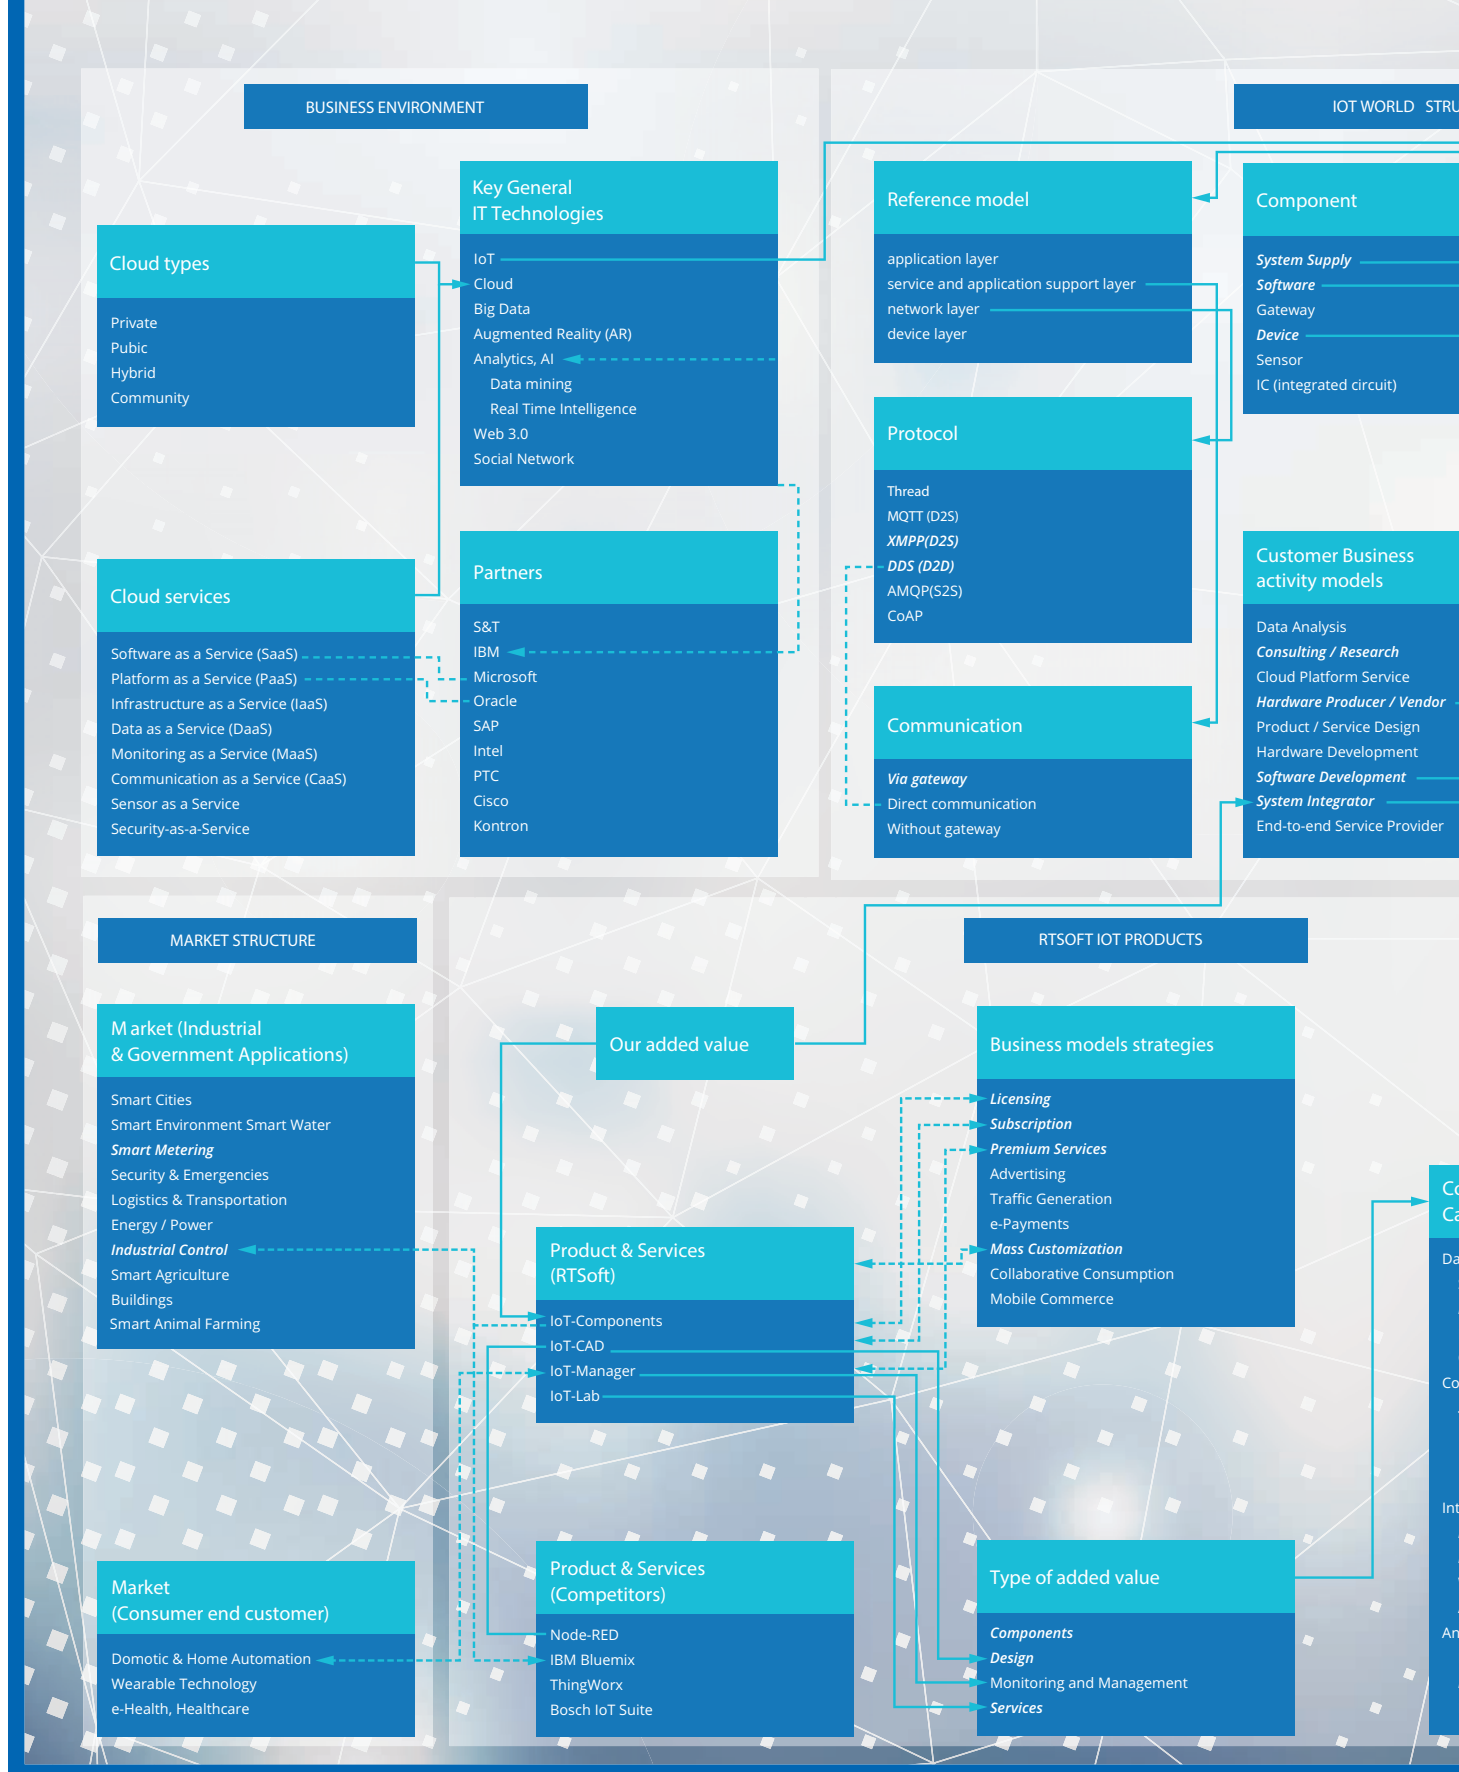 BUSINESS ENVIRONMENT
Cloud types
Private
Pubic
Hybrid
Community
Cloud services
Software as a Service (SaaS)
Platform as a Service (PaaS)
Infrastructure as a Service (IaaS)
Data as a Service (DaaS)
Monitoring as a Service (MaaS)
Communication as a Service (CaaS)
Sensor as a Service
Security-as-a-Service
Key General
IT Technologies
IoT
Cloud
Big Data
Augmented Reality (AR)
Analytics, AI
Data mining
Real Time Intelligence
Web 3.0
Social Network
Partners
S&T
IBM
Microsoft
Oracle
SAP
Intel
PTC
Cisco
Kontron
IOT WORLD STRU
Reference model
application layer
service and application support layer
network layer
device layer
Protocol
Thread
MQTT (D2S)
XMPP(D2S)
DDS (D2D)
AMQP(S2S)
CoAP
Communication
Via gateway
Direct communication
Without gateway
Component
System Supply
Software
Gateway
Device
Sensor
IC (integrated circuit)
Customer Business
activity models
Data Analysis
Consulting / Research
Cloud Platform Service
Hardware Producer / Vendor
Product / Service Design
Hardware Development
Software Development
System Integrator
End-to-end Service Provider
MARKET STRUCTURE
Market (Industrial
& Government Applications)
Smart Cities
Smart Environment Smart Water
Smart Metering
Security & Emergencies
Logistics & Transportation
Energy / Power
Industrial Control
Smart Agriculture
Buildings
Smart Animal Farming
Market
(Consumer end customer)
Domotic & Home Automation
Wearable Technology
e-Health, Healthcare
RTSOFT IOT PRODUCTS
Our added value
Product & Services
(RTSoft)
IoT-Components
IoT-CAD
IoT-Manager
IoT-Lab
Product & Services
(Competitors)
Node-RED
IBM Bluemix
ThingWorx
Bosch IoT Suite
Business models strategies
Licensing
Subscription
Premium Services
Advertising
Traffic Generation
e-Payments
Mass Customization
Collaborative Consumption
Mobile Commerce
Type of added value
Components
Design
Monitoring and Management
Services
Co
Ca
Da
Co
Int
An